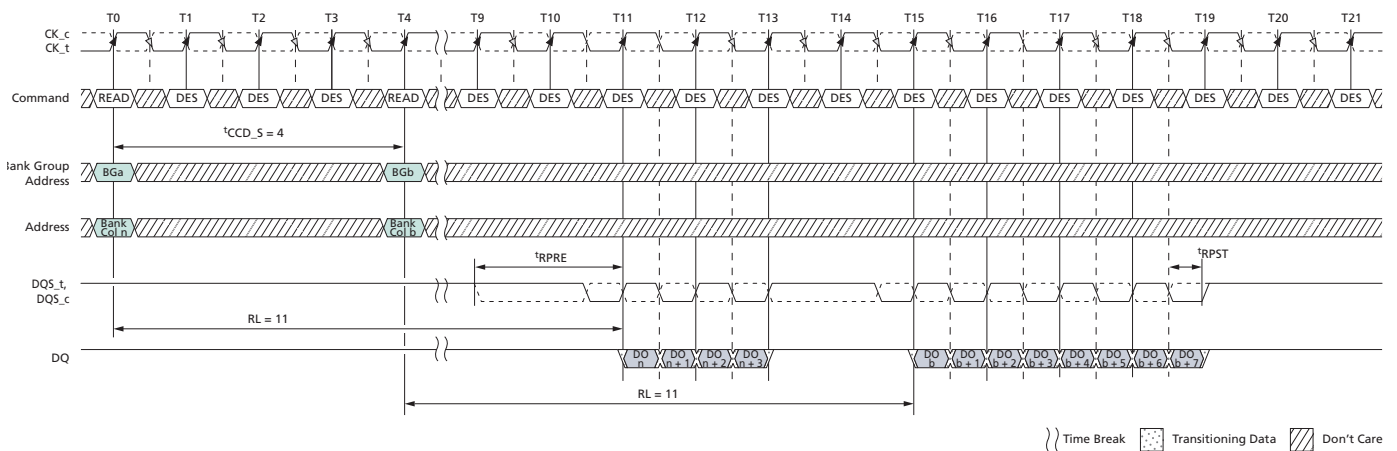 T0 T1 T2 T3 T4 T9 T10 T11 T12 T13 T14 T15 T16 T17 T18 T19 T20 T21
CK_c
CK_t
Command READ DES DES DES READ DES DES DES DES DES DES DES DES DES DES DES DES DES
tCCD_S = 4
Bank Group
Address
BGa BGb
Address
Bank
Col n
Bank
Col b
tRPRE tRPST
DQS_t,
DQS_c
RL = 11
DQ
DO
n
DO
n + 1
DO
n + 2
DO
n + 3
DO
b
DO
b + 1
DO
b + 2
DO
b + 3
DO
b + 4
DO
b + 5
DO
b + 6
DO
b + 7
RL = 11
Time Break Transitioning Data Don't Care